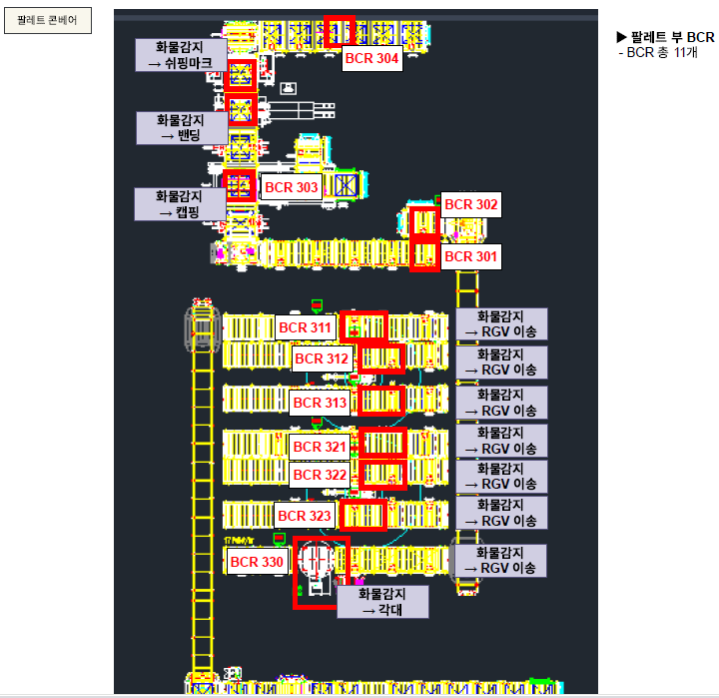 팔레트 콘베어
▶ 팔레트 부 BCR
- BCR 총 11개
화물감지
→ 쉬핑마크
BCR 304
화물감지
→ 밴딩
BCR 303
화물감지
→ 캡핑
BCR 302
BCR 301
BCR 311
화물감지
→ RGV 이송
BCR 312
화물감지
→ RGV 이송
BCR 313
화물감지
→ RGV 이송
BCR 321
화물감지
→ RGV 이송
BCR 322
화물감지
→ RGV 이송
BCR 323
화물감지
→ RGV 이송
BCR 330
화물감지
→ RGV 이송
화물감지
→ 각대